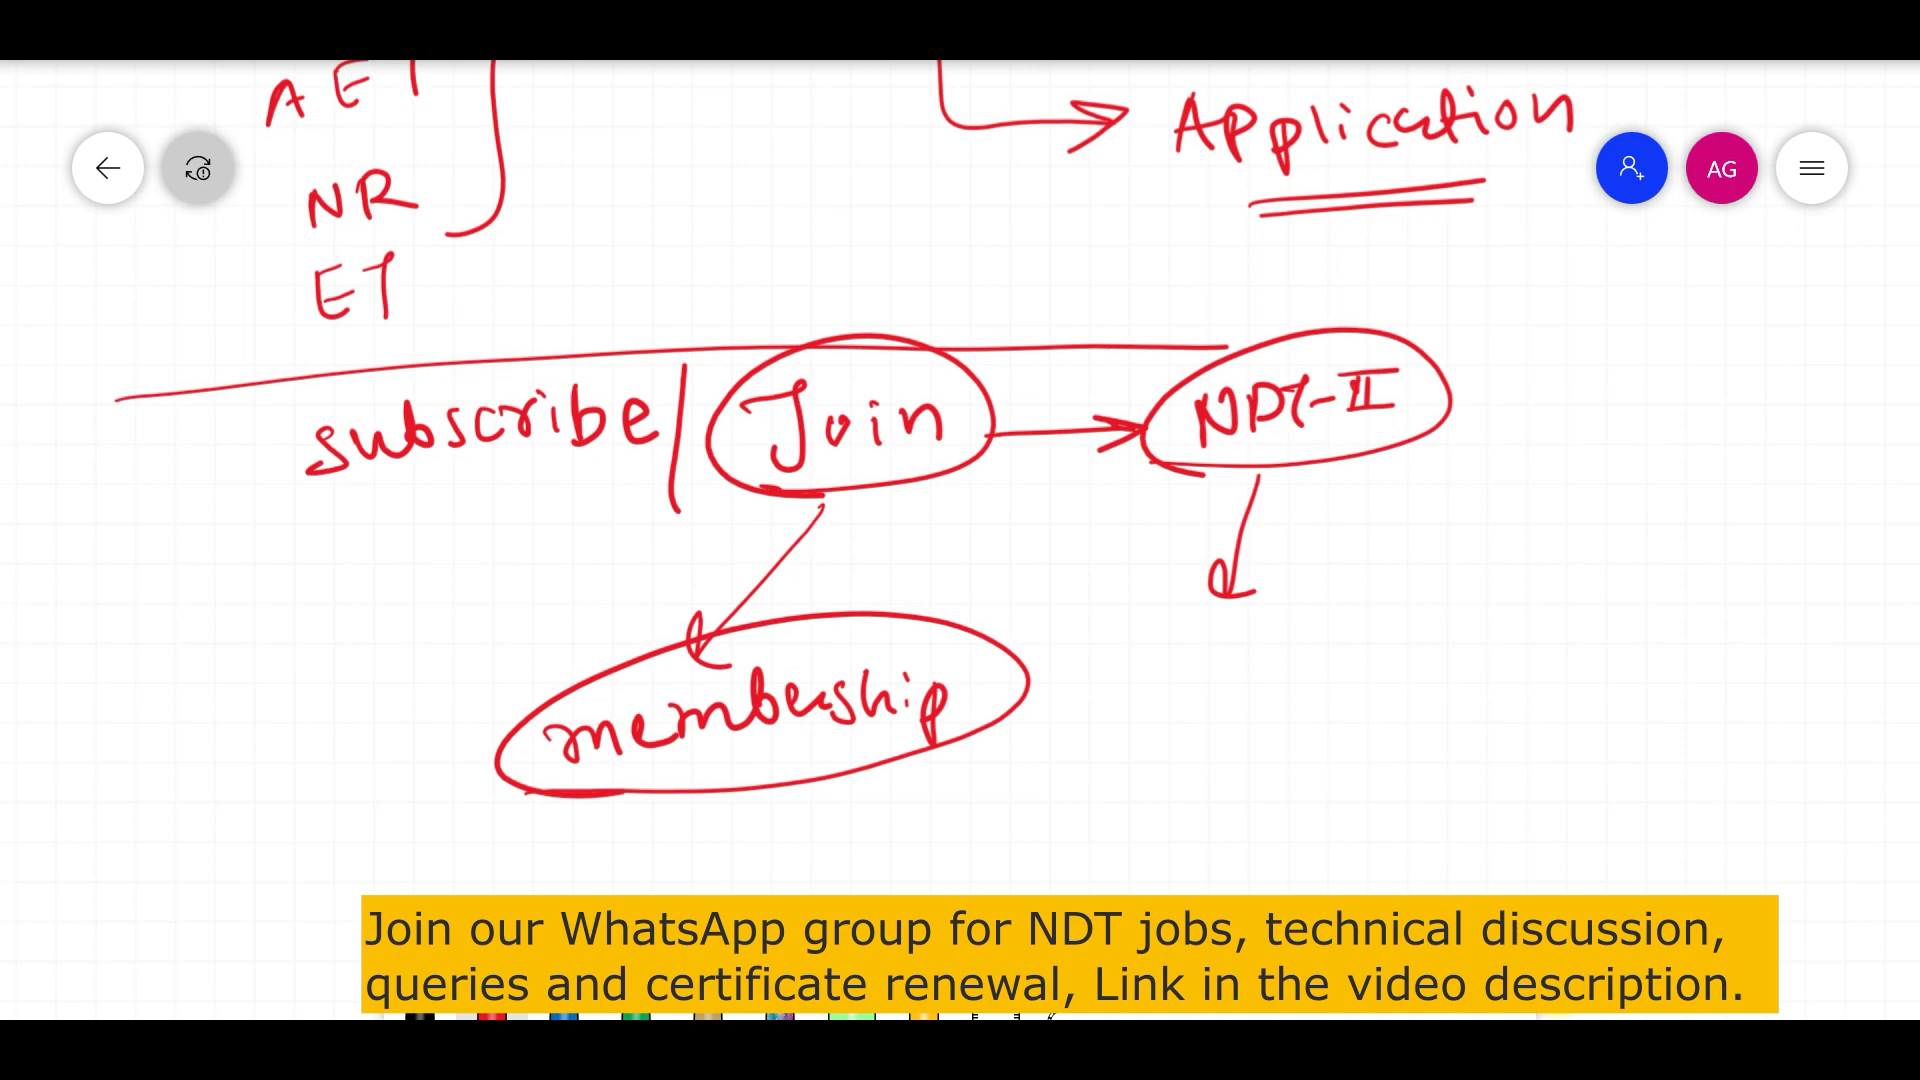 AET
Application
AG
NR
ET
subscribe/ Join → NDT-II
membership
Join our WhatsApp group for NDT jobs, technical discussion,
queries and certificate renewal, Link in the video description.